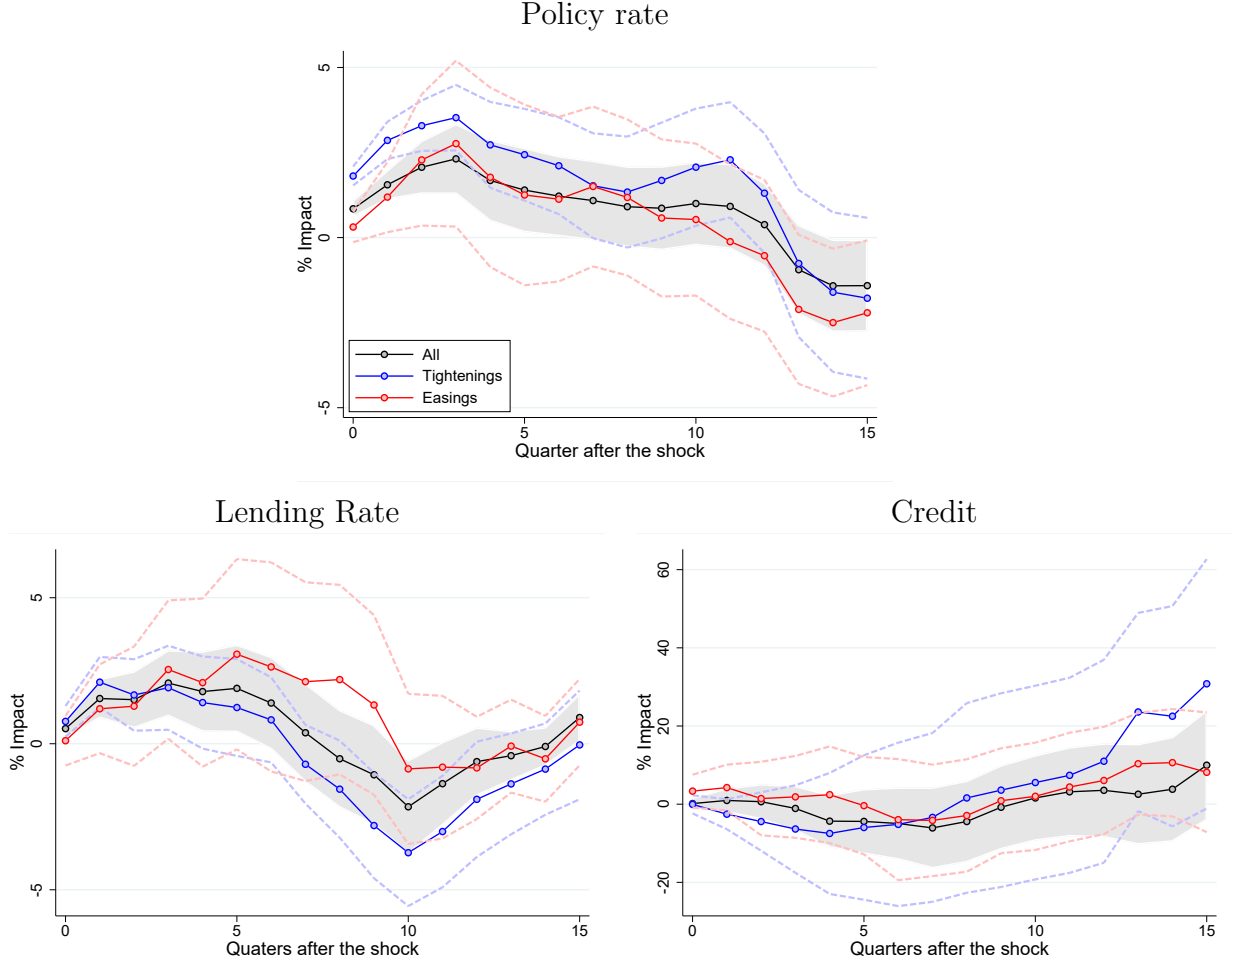 Policy rate
% Impact
5
0
-5
All
Tightenings
Easings
0 5 10 15
Quarter after the shock
Lending Rate
% Impact
5
0
-5
0 5 10 15
Quaters after the shock
Credit
% Impact
60
40
20
0
-20
0 5 10 15
Quarters after the shock